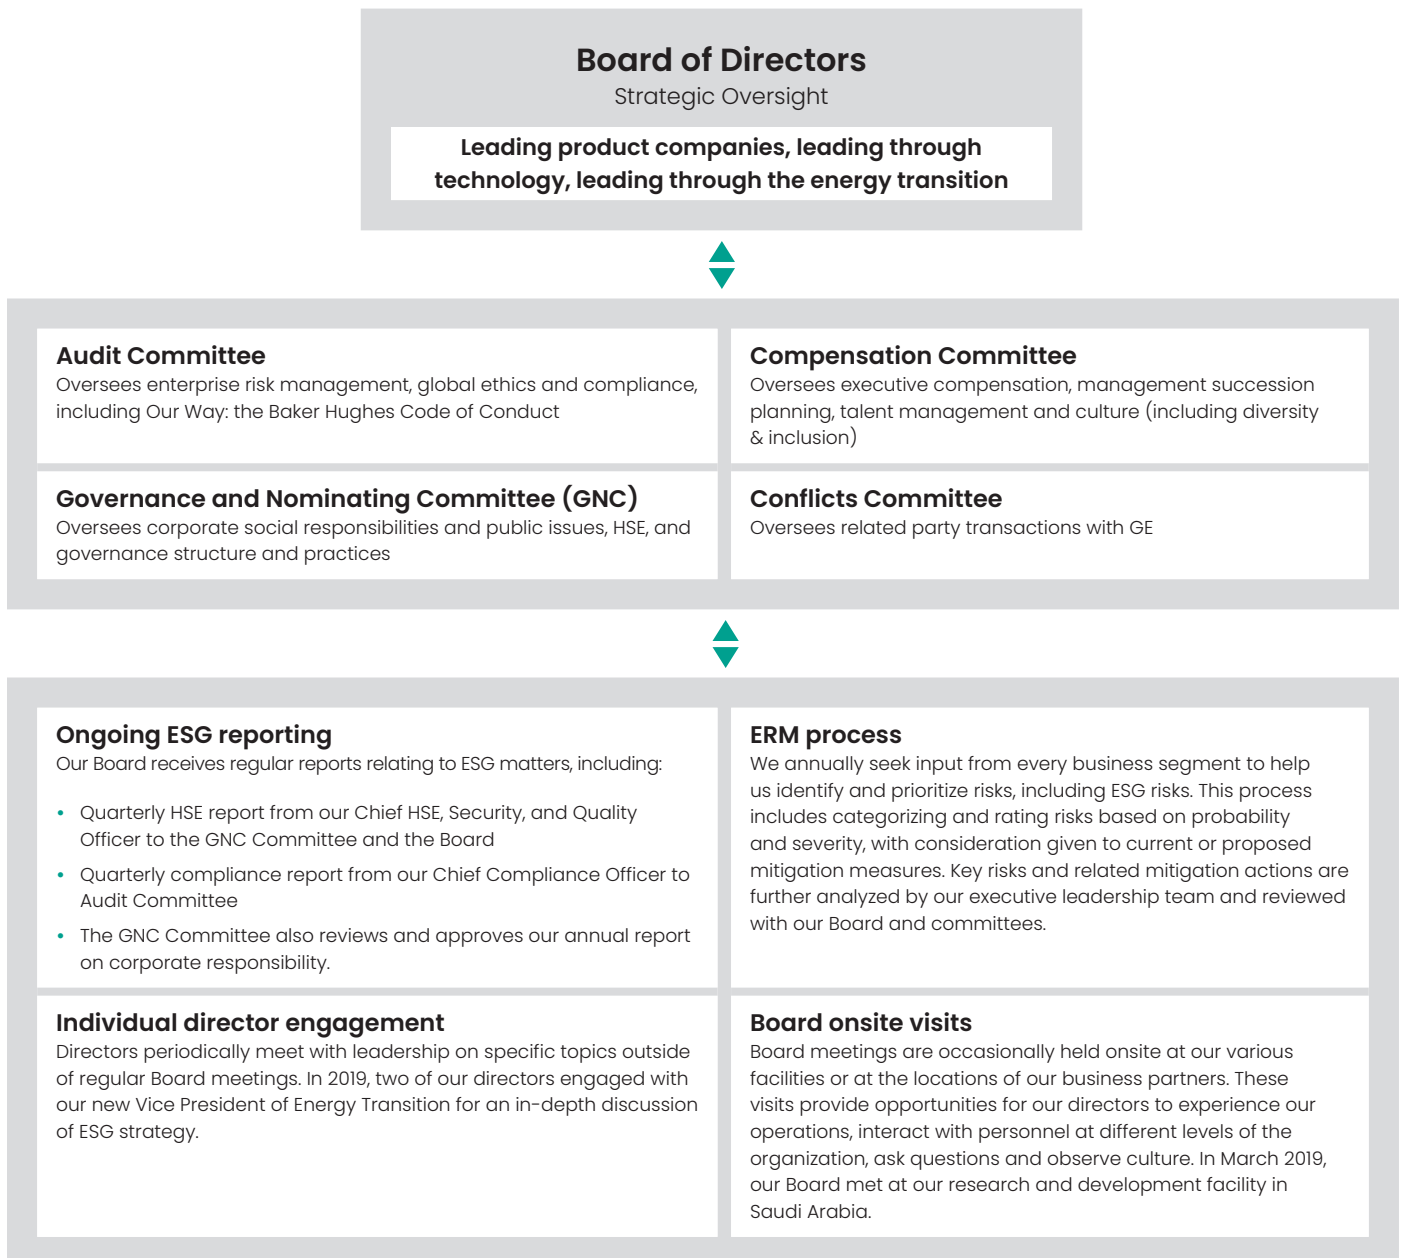 Board of Directors
Strategic Oversight
Leading product companies, leading through
technology, leading through the energy transition
Audit Committee
Oversees enterprise risk management, global ethics and compliance,
including Our Way: the Baker Hughes Code of Conduct
Compensation Committee
Oversees executive compensation, management succession
planning, talent management and culture (including diversity
& inclusion)
Governance and Nominating Committee (GNC)
Oversees corporate social responsibilities and public issues, HSE, and
governance structure and practices
Conflicts Committee
Oversees related party transactions with GE
Ongoing ESG reporting
Our Board receives regular reports relating to ESG matters, including:
• Quarterly HSE report from our Chief HSE, Security, and Quality
Officer to the GNC Committee and the Board
• Quarterly compliance report from our Chief Compliance Officer to
Audit Committee
• The GNC Committee also reviews and approves our annual report
on corporate responsibility.
ERM process
We annually seek input from every business segment to help
us identify and prioritize risks, including ESG risks. This process
includes categorizing and rating risks based on probability
and severity, with consideration given to current or proposed
mitigation measures. Key risks and related mitigation actions are
further analyzed by our executive leadership team and reviewed
with our Board and committees.
Individual director engagement
Directors periodically meet with leadership on specific topics outside
of regular Board meetings. In 2019, two of our directors engaged with
our new Vice President of Energy Transition for an in-depth discussion
of ESG strategy.
Board onsite visits
Board meetings are occasionally held onsite at our various
facilities or at the locations of our business partners. These
visits provide opportunities for our directors to experience our
operations, interact with personnel at different levels of the
organization, ask questions and observe culture. In March 2019,
our Board met at our research and development facility in
Saudi Arabia.